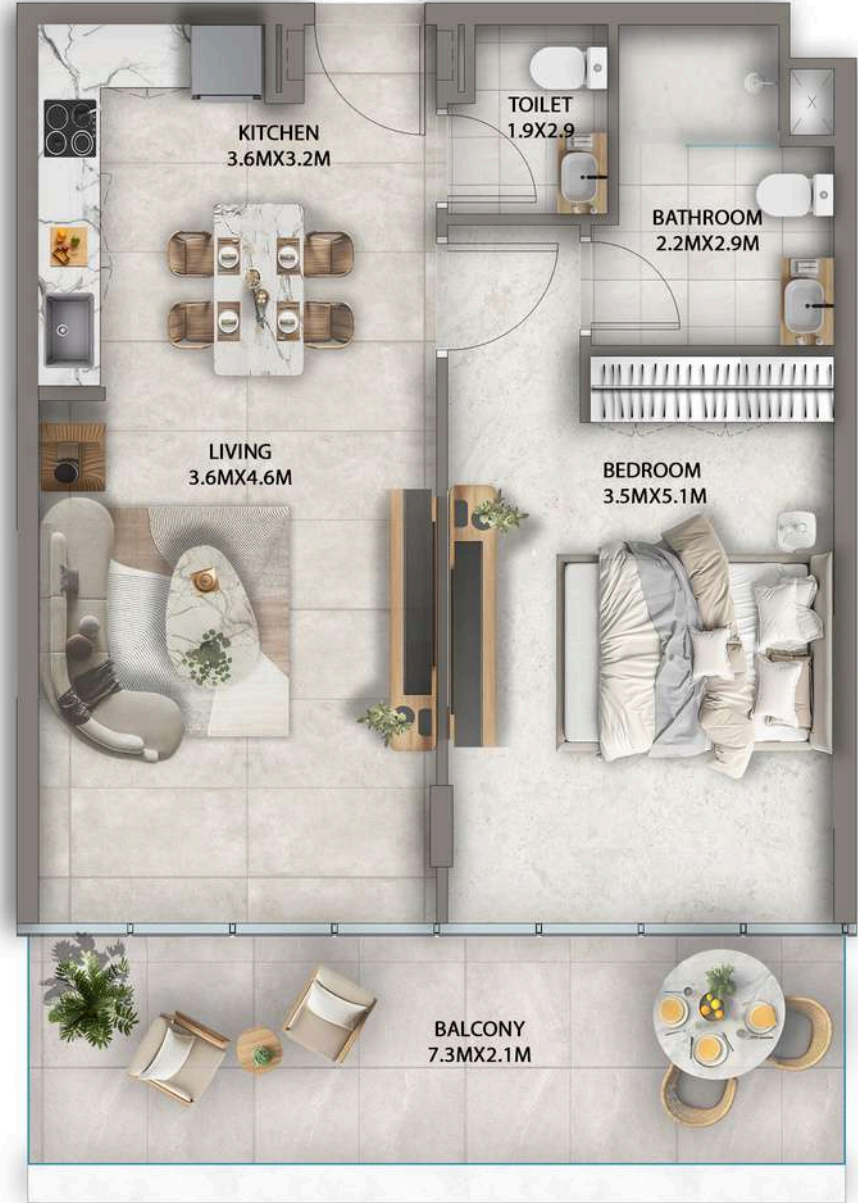 KITCHEN
3.6MX3.2M
TOILET
1.9X2.9
BATHROOM
2.2MX2.9M
LIVING
3.6MX4.6M
BEDROOM
3.5MX5.1M
BALCONY
7.3MX2.1M